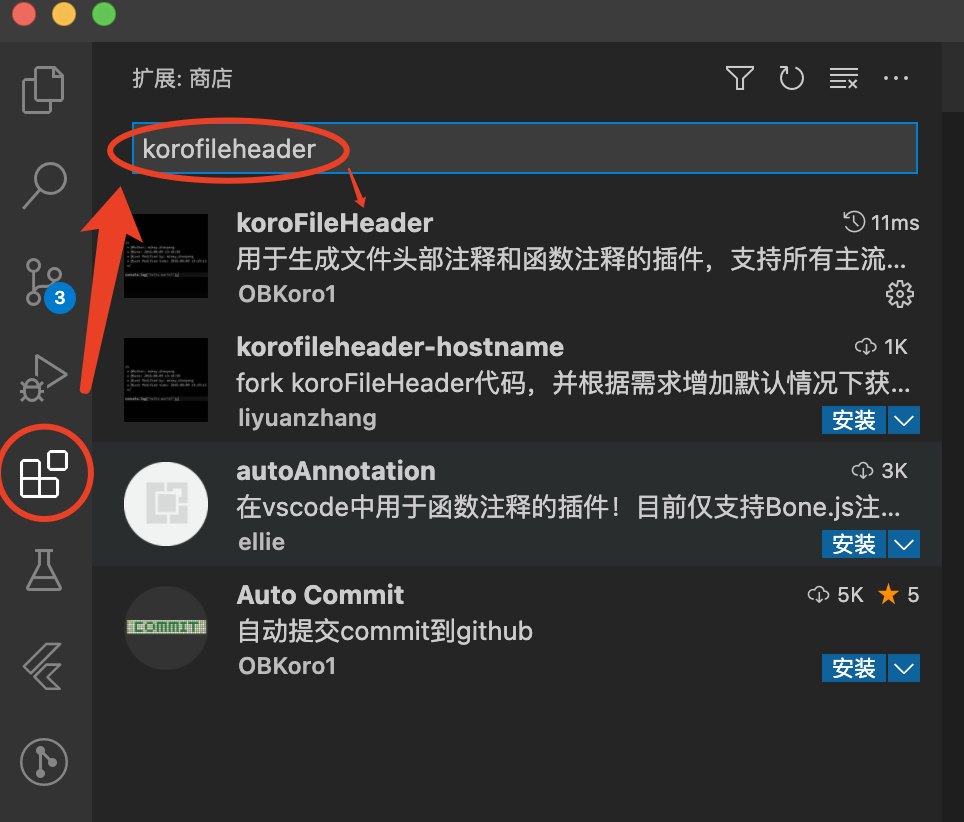 扩展: 商店
korofileheader
koroFileHeader
11ms
用于生成文件头部注释和函数注释的插件，支持所有主流...
OBKoro1
3
korofileheader-hostname
1K
fork koroFileHeader代码，并根据需求增加默认情况下获...
liyuanzhang
安装
autoAnnotation
3K
在vscode中用于函数注释的插件！目前仅支持Bone.js注...
ellie
安装
Auto Commit
5K
5
COMMIT
自动提交commit到github
OBKoro1
安装